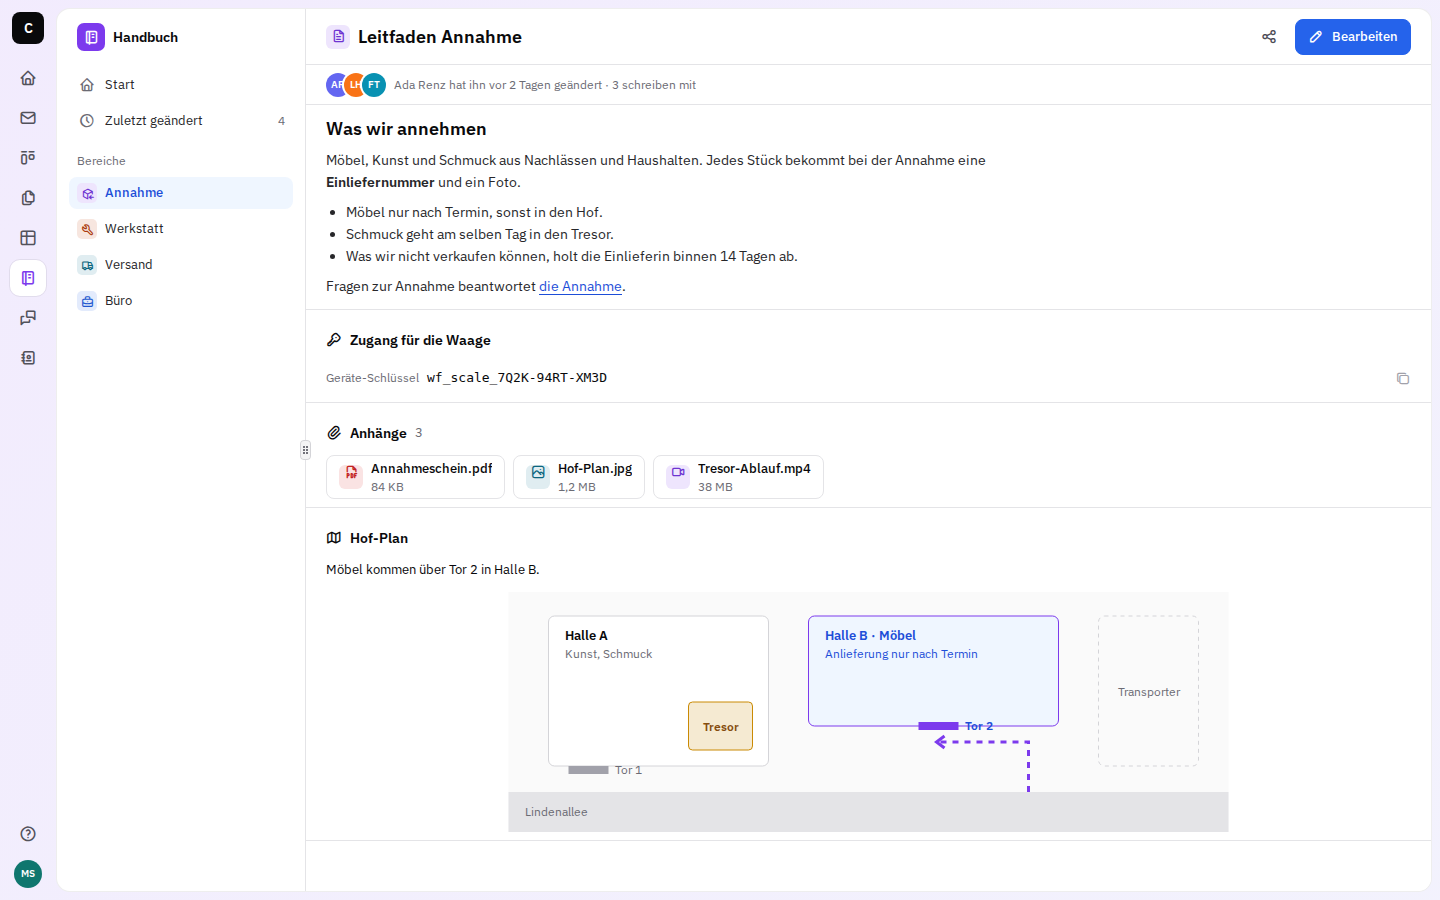 C
Handbuch
Start
Zuletzt geändert 4
Bereiche
Annahme
Werkstatt
Versand
Büro
MS
Leitfaden Annahme
Bearbeiten
LH FT Ada Renz hat ihn vor 2 Tagen geändert · 3 schreiben mit
Was wir annehmen
Möbel, Kunst und Schmuck aus Nachlässen und Haushalten. Jedes Stück bekommt bei der Annahme eine
Einliefernummer und ein Foto.
Möbel nur nach Termin, sonst in den Hof.
Schmuck geht am selben Tag in den Tresor.
Was wir nicht verkaufen können, holt die Einlieferin binnen 14 Tagen ab.
Fragen zur Annahme beantwortet die Annahme.
Zugang für die Waage
Geräte-Schlüssel wf_scale_7Q2K-94RT-XM3D
Anhänge 3
PDF
Annahmeschein.pdf
84 KB
Hof-Plan.jpg
1,2 MB
Tresor-Ablauf.mp4
38 MB
Hof-Plan
Möbel kommen über Tor 2 in Halle B.
Halle A
Kunst, Schmuck
Tresor
Tor 1
Halle B · Möbel
Anlieferung nur nach Termin
Tor 2
Transporter
Lindenallee